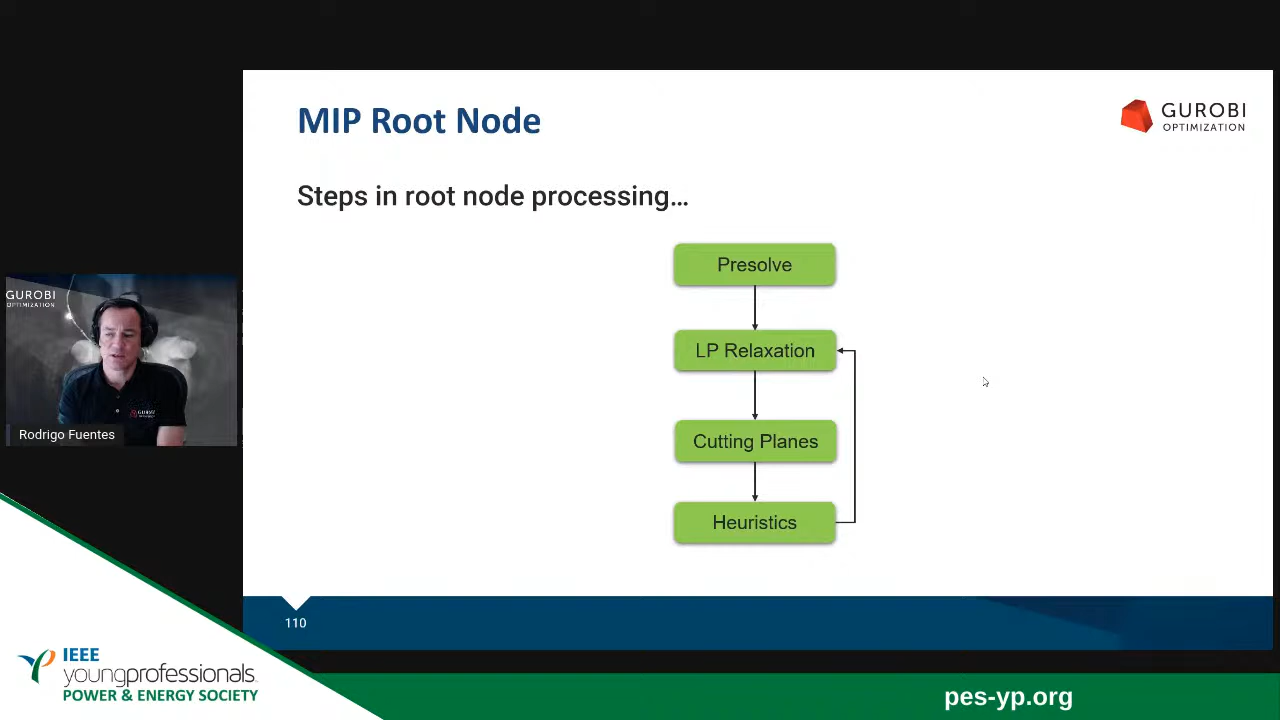 MIP Root Node
GUROBI
OPTIMIZATION
Steps in root node processing…
Presolve
LP Relaxation
Cutting Planes
Heuristics
GUROBI
OPTIMIZATION
GUROBI
Rodrigo Fuentes
110
IEEE
youngprofessionals
POWER & ENERGY SOCIETY
pes-yp.org